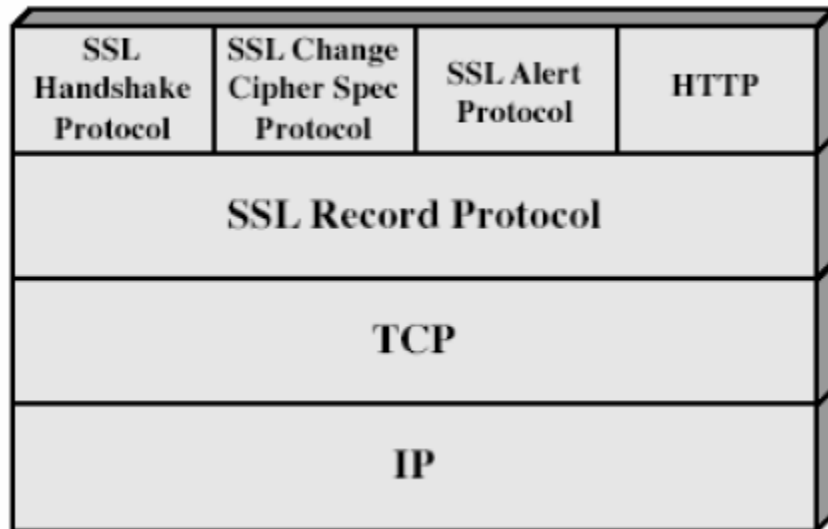 SSL
Handshake
Protocol
SSL Change
Cipher Spec
Protocol
SSL Alert
Protocol
HTTP
SSL Record Protocol
TCP
IP